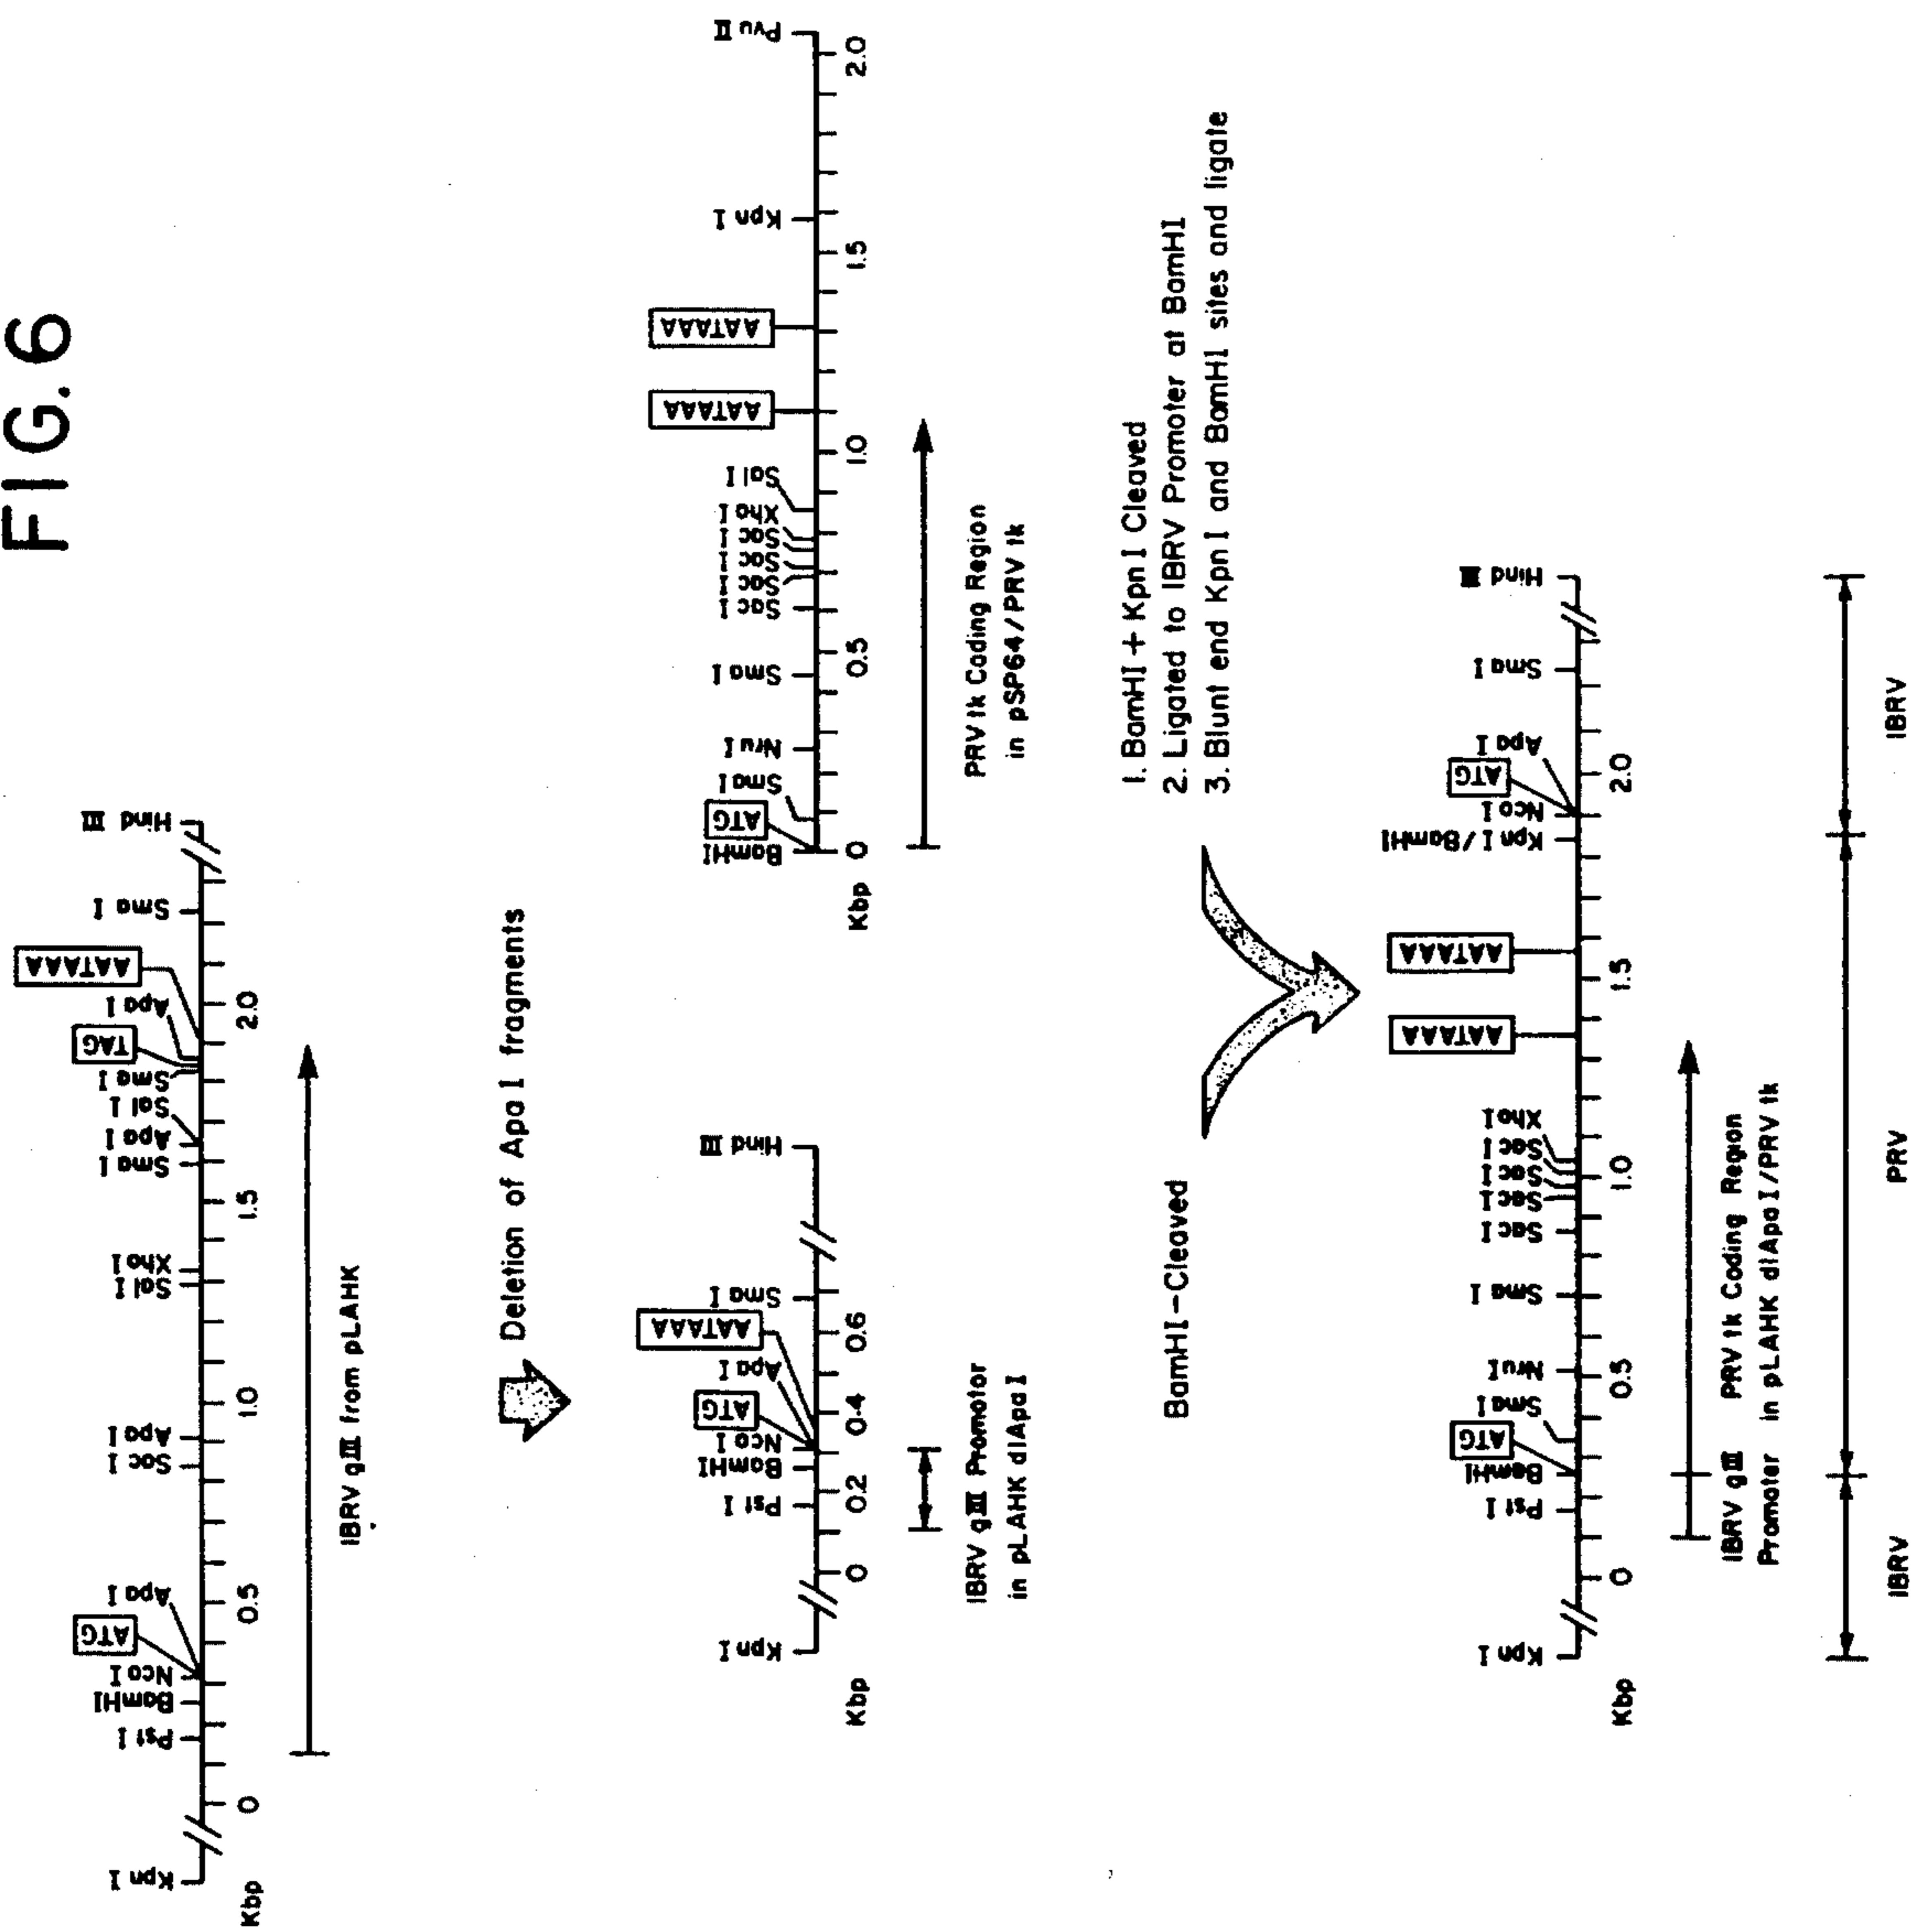 FIG. 6
Kpn I
Pst I
BamHI
Nco I
ATG
Apa I
Sac I
Apa I
Sal I
Xho I
Sma I
Apa I
Sal I
Sma I
TAG
Apa I
AATAAA
Sma I
Hind III
Kbp
0
0.5
1.0
1.5
2.0
IBRV gIII from pLAHK
Deletion of Apa I fragments
Kpn I
Pst I
BamHI
Nco I
ATG
Apa I
AATAAA
Sma I
Hind III
Kbp
0
0.2
0.4
0.6
IBRV gIII Promotor
in pLAHK dlApa I
BamHI
ATG
Sma I
Nru I
Sma I
Sac I
Sac I
Sac I
Sac I
Xho I
Sal I
AATAAA
AATAAA
Kpn I
Pvu II
Kbp
0
0.5
1.0
1.5
2.0
PRV tk Coding Region
in pSP64/PRV tk
BamHI-Cleaved
1. BamHI + Kpn I Cleaved
2. Ligated to IBRV Promoter at BamHI
3. Blunt end Kpn I and BamHI sites and ligate
Kpn I
Pst I
BamHI
ATG
Sma I
Nru I
Sma I
Sac I
Sac I
Sac I
Sac I
Xho I
AATAAA
AATAAA
Kpn I/BamHI
Nco I
ATG
Apa I
Sma I
Hind III
Kbp
0
0.5
1.0
1.5
2.0
IBRV gIII PRV tk Coding Region
Promoter in pLAHK dlApa I/PRV tk
IBRV
PRV
IBRV